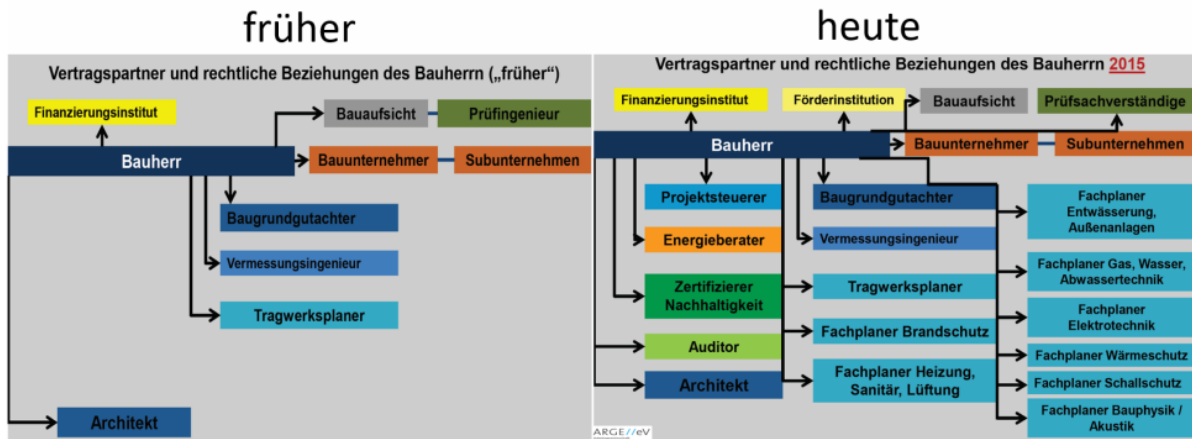 früher
Vertragspartner und rechtliche Beziehungen des Bauherrn („früher“)
Finanzierungsinstitut
Bauaufsicht
Prüfingenieur
Bauherr
Bauunternehmer
Subunternehmen
Baugrundgutachter
Vermessungsingenieur
Tragwerksplaner
Architekt
heute
Vertragspartner und rechtliche Beziehungen des Bauherrn 2015
Finanzierungsinstitut
Förderinstitution
Bauaufsicht
Prüfsachverständige
Bauherr
Bauunternehmer
Subunternehmen
Projektsteuerer
Energieberater
Zertifizierer
Nachhaltigkeit
Auditor
Architekt
Baugrundgutachter
Vermessungsingenieur
Tragwerksplaner
Fachplaner Brandschutz
Fachplaner Heizung,
Sanitär, Lüftung
Fachplaner
Entwässerung,
Außenanlagen
Fachplaner Gas, Wasser,
Abwassertechnik
Fachplaner
Elektrotechnik
Fachplaner Wärmeschutz
Fachplaner Schallschutz
Fachplaner Bauphysik /
Akustik
ARGE//eV